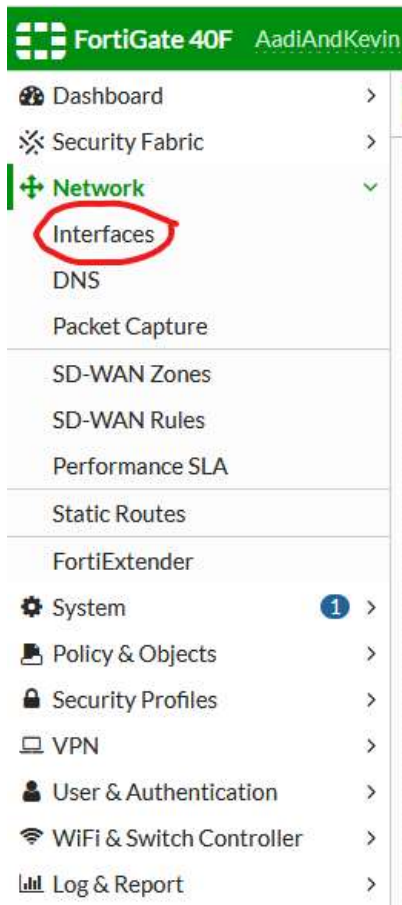 FortiGate 40F AadiAndKevin
Dashboard
Security Fabric
Network
Interfaces
DNS
Packet Capture
SD-WAN Zones
SD-WAN Rules
Performance SLA
Static Routes
FortiExtender
System 1
Policy & Objects
Security Profiles
VPN
User & Authentication
WiFi & Switch Controller
Log & Report